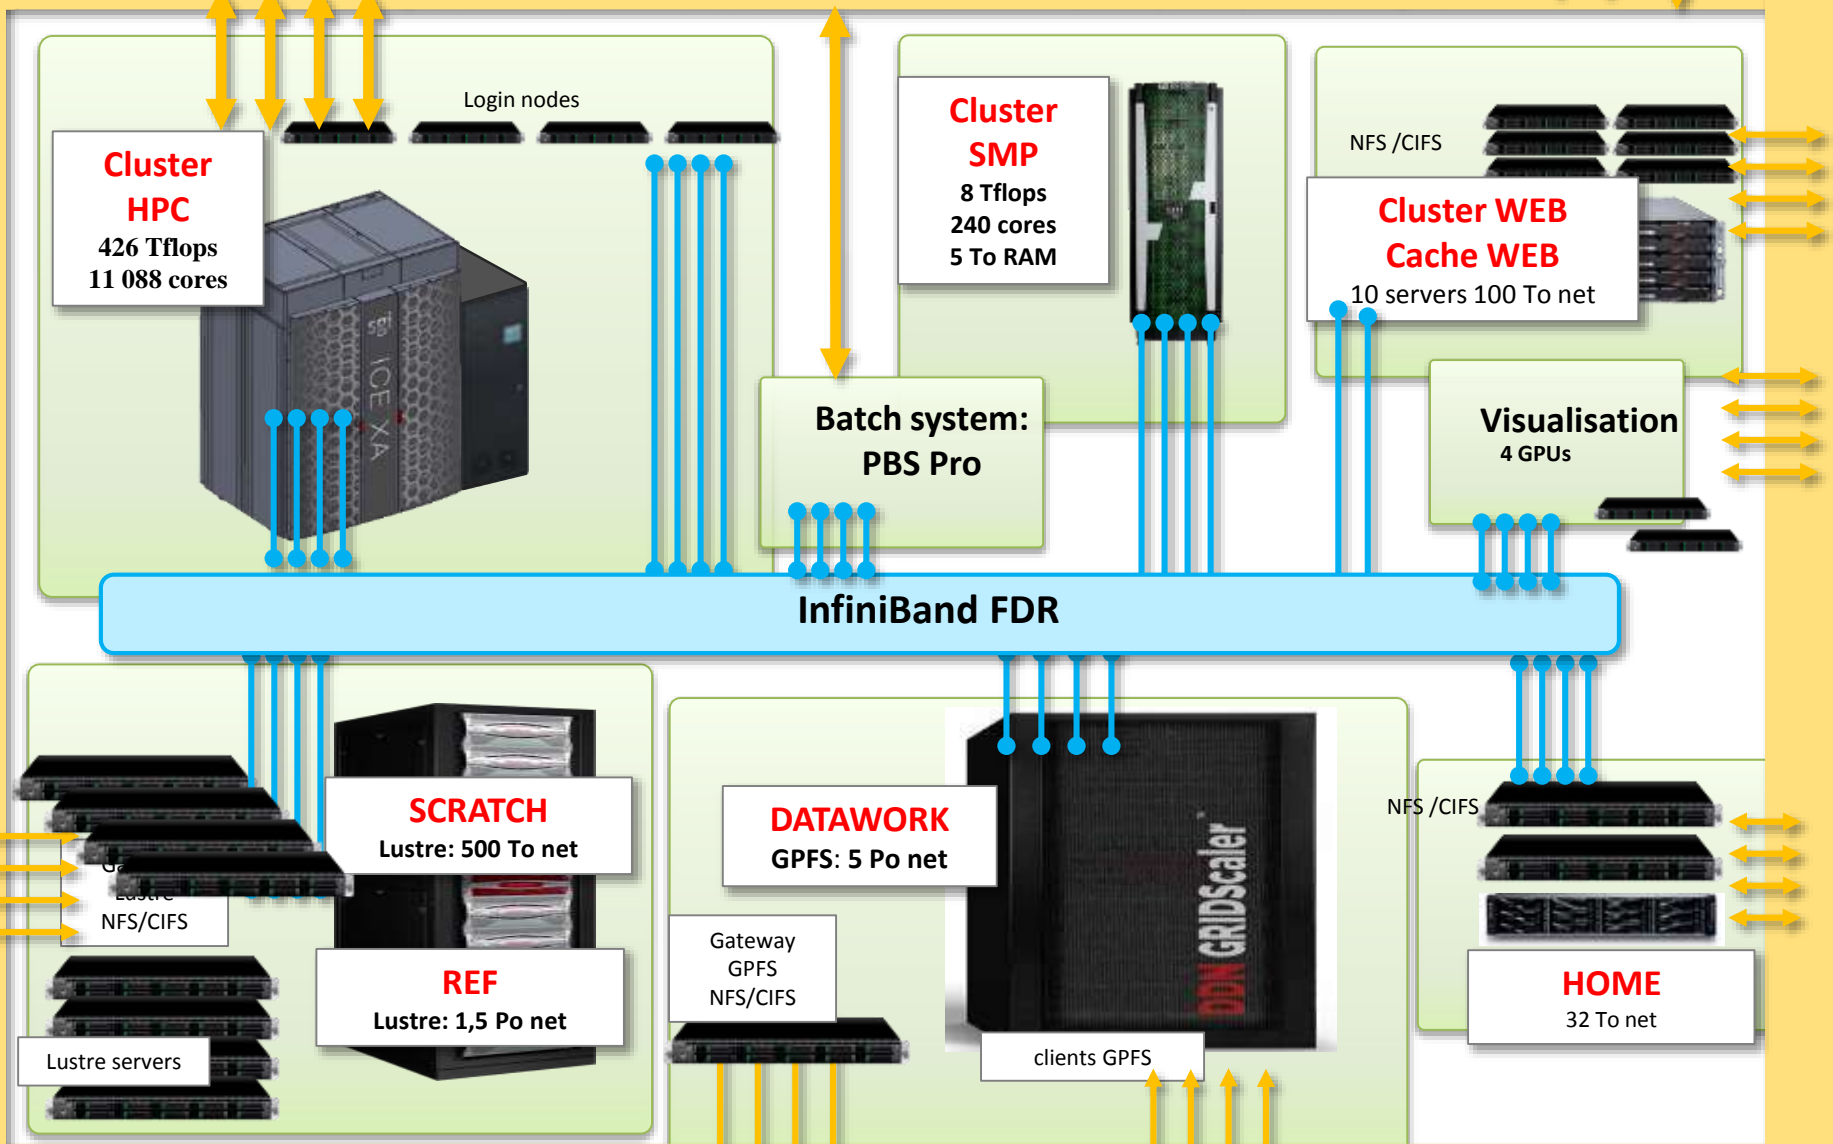 Login nodes
Cluster
HPC
426 Tflops
11 088 cores
sgi
ICE XA
Cluster
SMP
8 Tflops
240 cores
5 To RAM
NFS /CIFS
Cluster WEB
Cache WEB
10 servers 100 To net
Batch system:
PBS Pro
Visualisation
4 GPUs
InfiniBand FDR
SCRATCH
Lustre: 500 To net
Lustre
NFS/CIFS
REF
Lustre: 1,5 Po net
Lustre servers
DATAWORK
GPFS: 5 Po net
DDN GRIDScaler
Gateway
GPFS
NFS/CIFS
clients GPFS
NFS /CIFS
HOME
32 To net